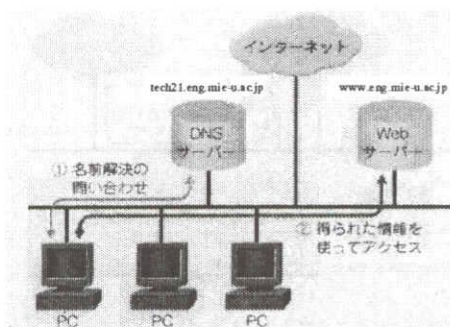 インターネット
tech21.eng.mie-u.ac.jp
www.eng.mie-u.ac.jp
DNS
サーバー
Web
サーバー
① 名前解決の
問い合わせ
② 得られた情報を
使ってアクセス
PC
PC
PC